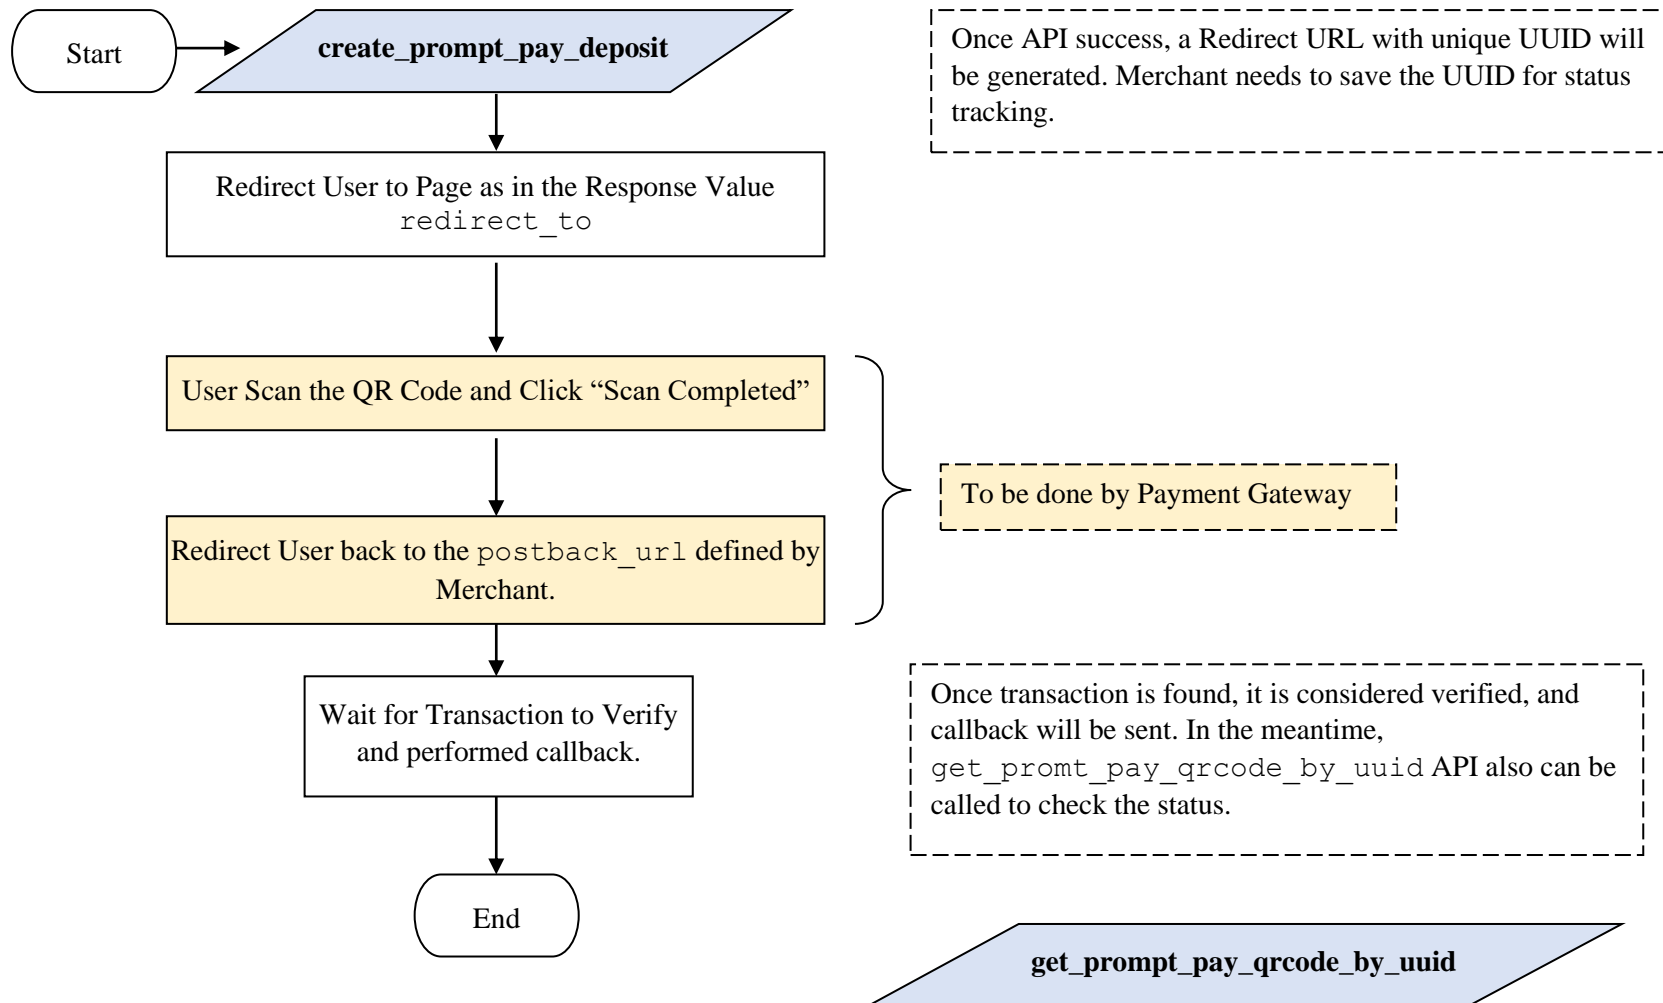 Start
create_prompt_pay_deposit
Once API success, a Redirect URL with unique UUID will
be generated. Merchant needs to save the UUID for status
tracking.
Redirect User to Page as in the Response Value
redirect_to
User Scan the QR Code and Click “Scan Completed”
To be done by Payment Gateway
Redirect User back to the postback_url defined by
Merchant.
Wait for Transaction to Verify
and performed callback.
Once transaction is found, it is considered verified, and
callback will be sent. In the meantime,
get_promt_pay_qrcode_by_uuid API also can be
called to check the status.
End
get_prompt_pay_qrcode_by_uuid